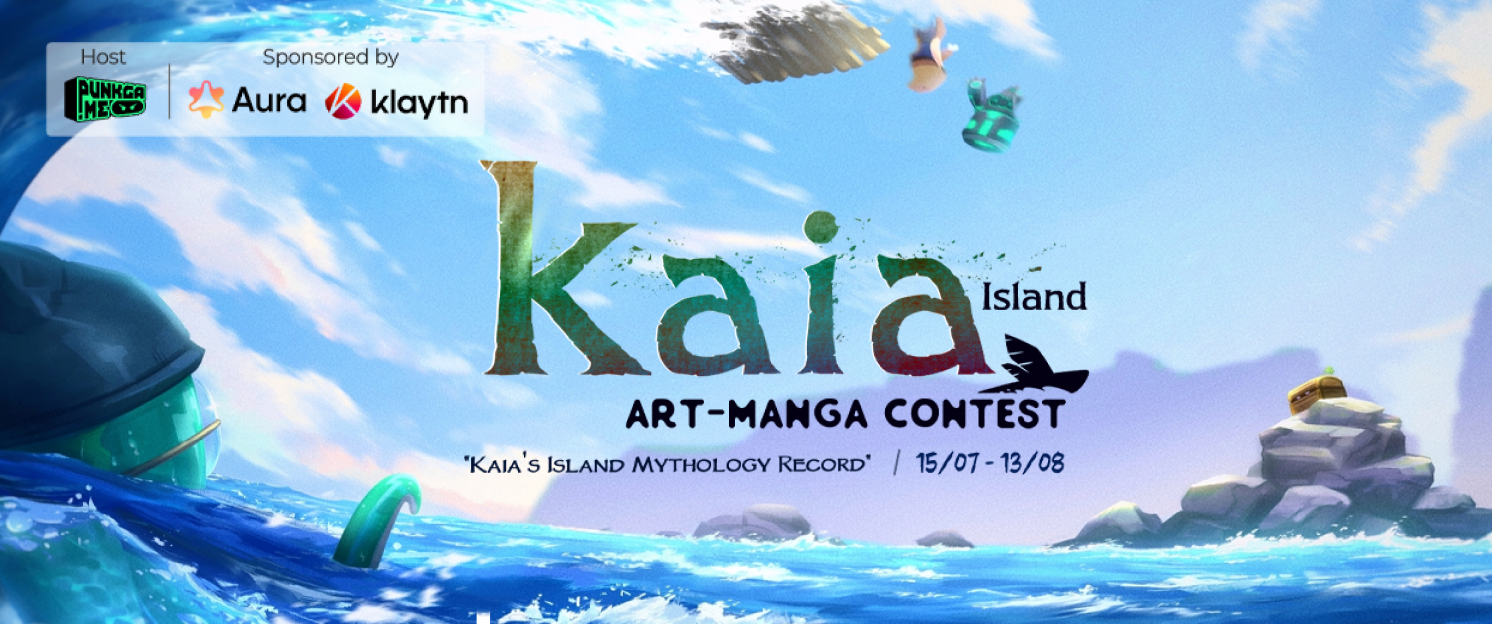 Host
Sponsored by
PUNKGA
.ME
Aura
klaytn
kaia
Island
ART-MANGA CONTEST
"KAIA'S ISLAND MYTHOLOGY RECORD" | 15/07 - 13/08